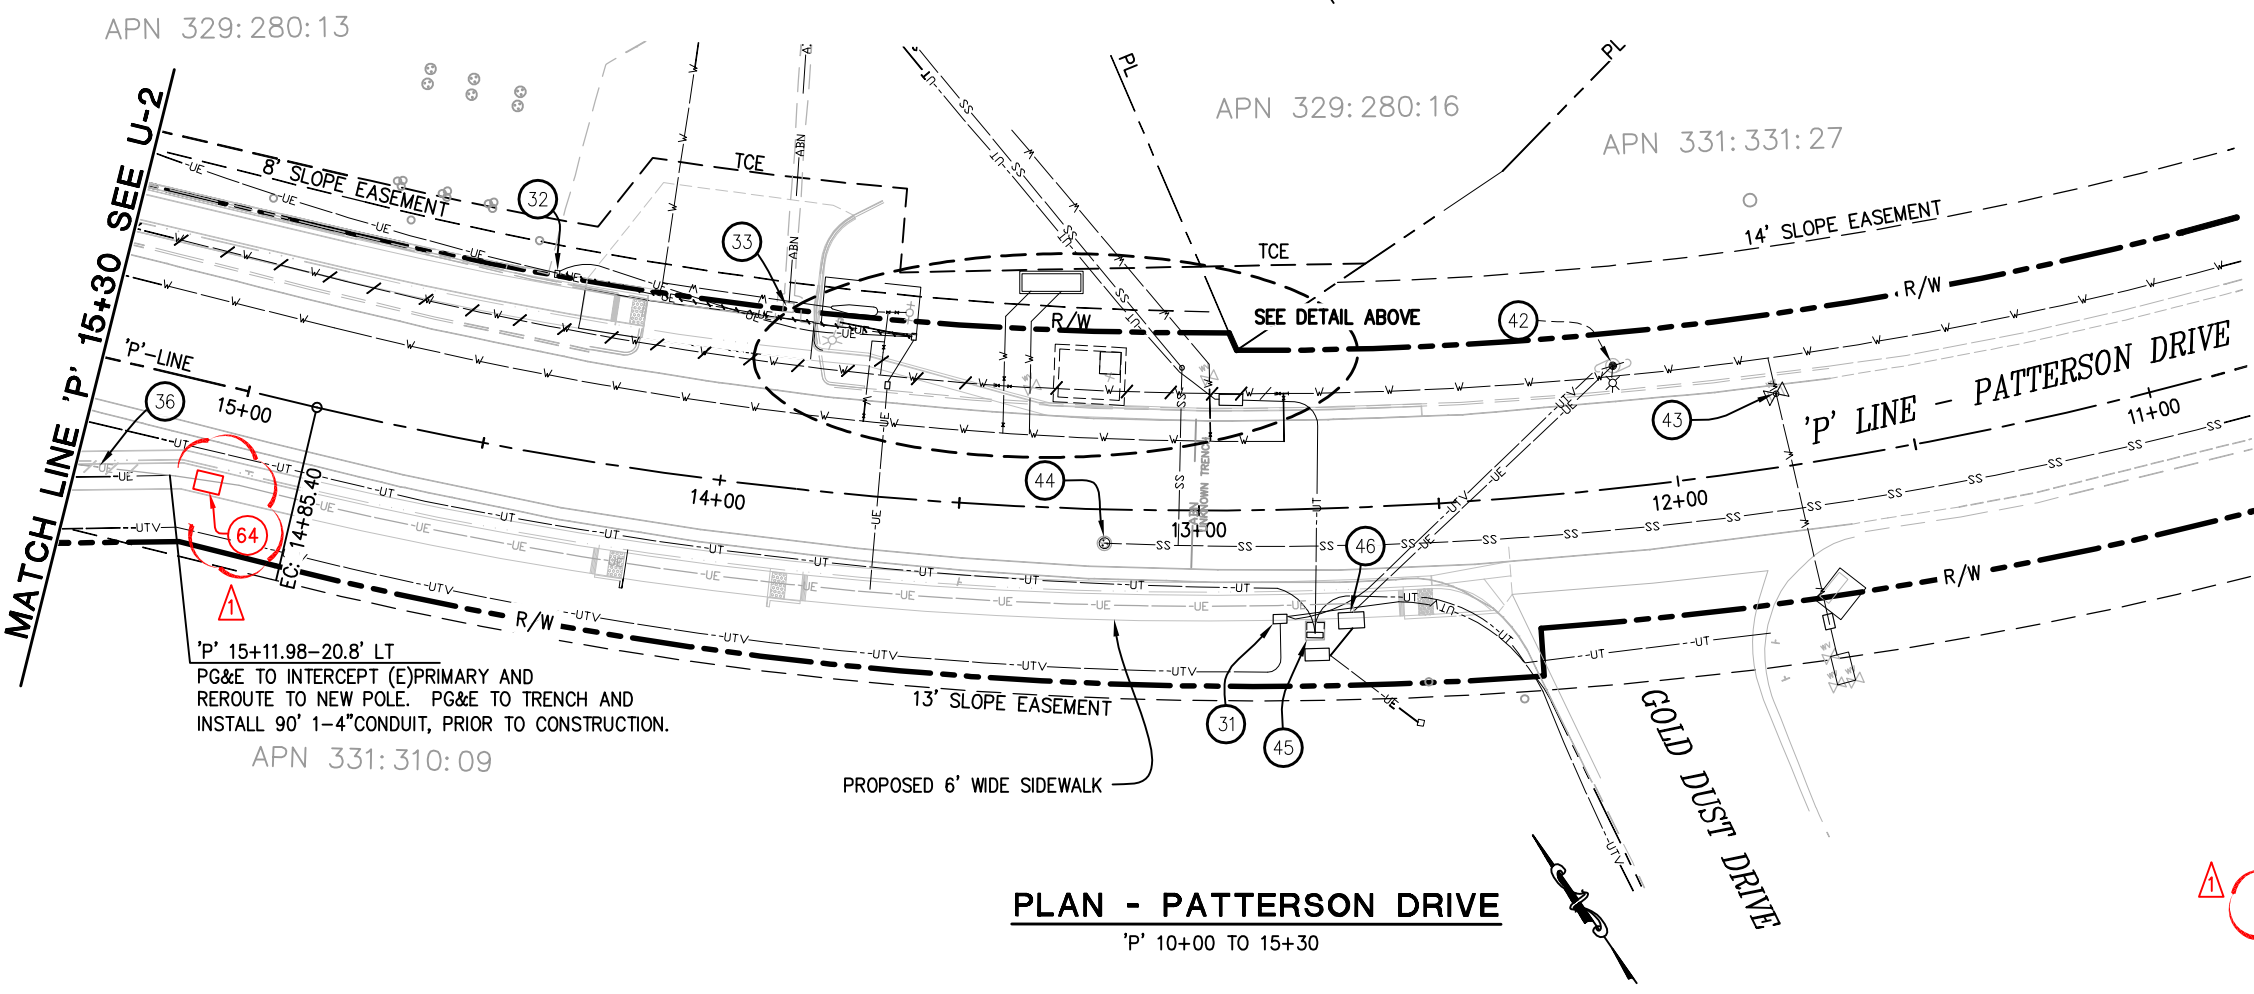 APN 329:280:13
APN 329:280:16
APN 331:331:27
PL
PL
MATCH LINE 'P' 15+30 SEE U-2
8' SLOPE EASEMENT
TCE
TCE
14' SLOPE EASEMENT
32
33
42
43
36
44
46
31
45
64
1
1
ABN
ABN
R/W
R/W
R/W
R/W
SEE DETAIL ABOVE
'P'-LINE
15+00
14+00
13+00
12+00
11+00
EC: 14+85.40
'P' LINE - PATTERSON DRIVE
UNKNOWN TRENCH
'P' 15+11.98-20.8' LT
PG&E TO INTERCEPT (E)PRIMARY AND
REROUTE TO NEW POLE. PG&E TO TRENCH AND
INSTALL 90' 1-4"CONDUIT, PRIOR TO CONSTRUCTION.
APN 331:310:09
13' SLOPE EASEMENT
PROPOSED 6' WIDE SIDEWALK
GOLD DUST DRIVE
PLAN - PATTERSON DRIVE
'P' 10+00 TO 15+30